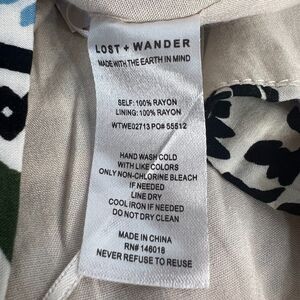 LOST + WANDER
MADE WITH THE EARTH IN MIND
SELF: 100% RAYON
LINING: 100% RAYON
WTWE02713 PO# 55512
HAND WASH COLD
WITH LIKE COLORS
ONLY NON-CHLORINE BLEACH
IF NEEDED
LINE DRY
COOL IRON IF NEEDED
DO NOT DRY CLEAN
MADE IN CHINA
RN# 146018
NEVER REFUSE TO REUSE